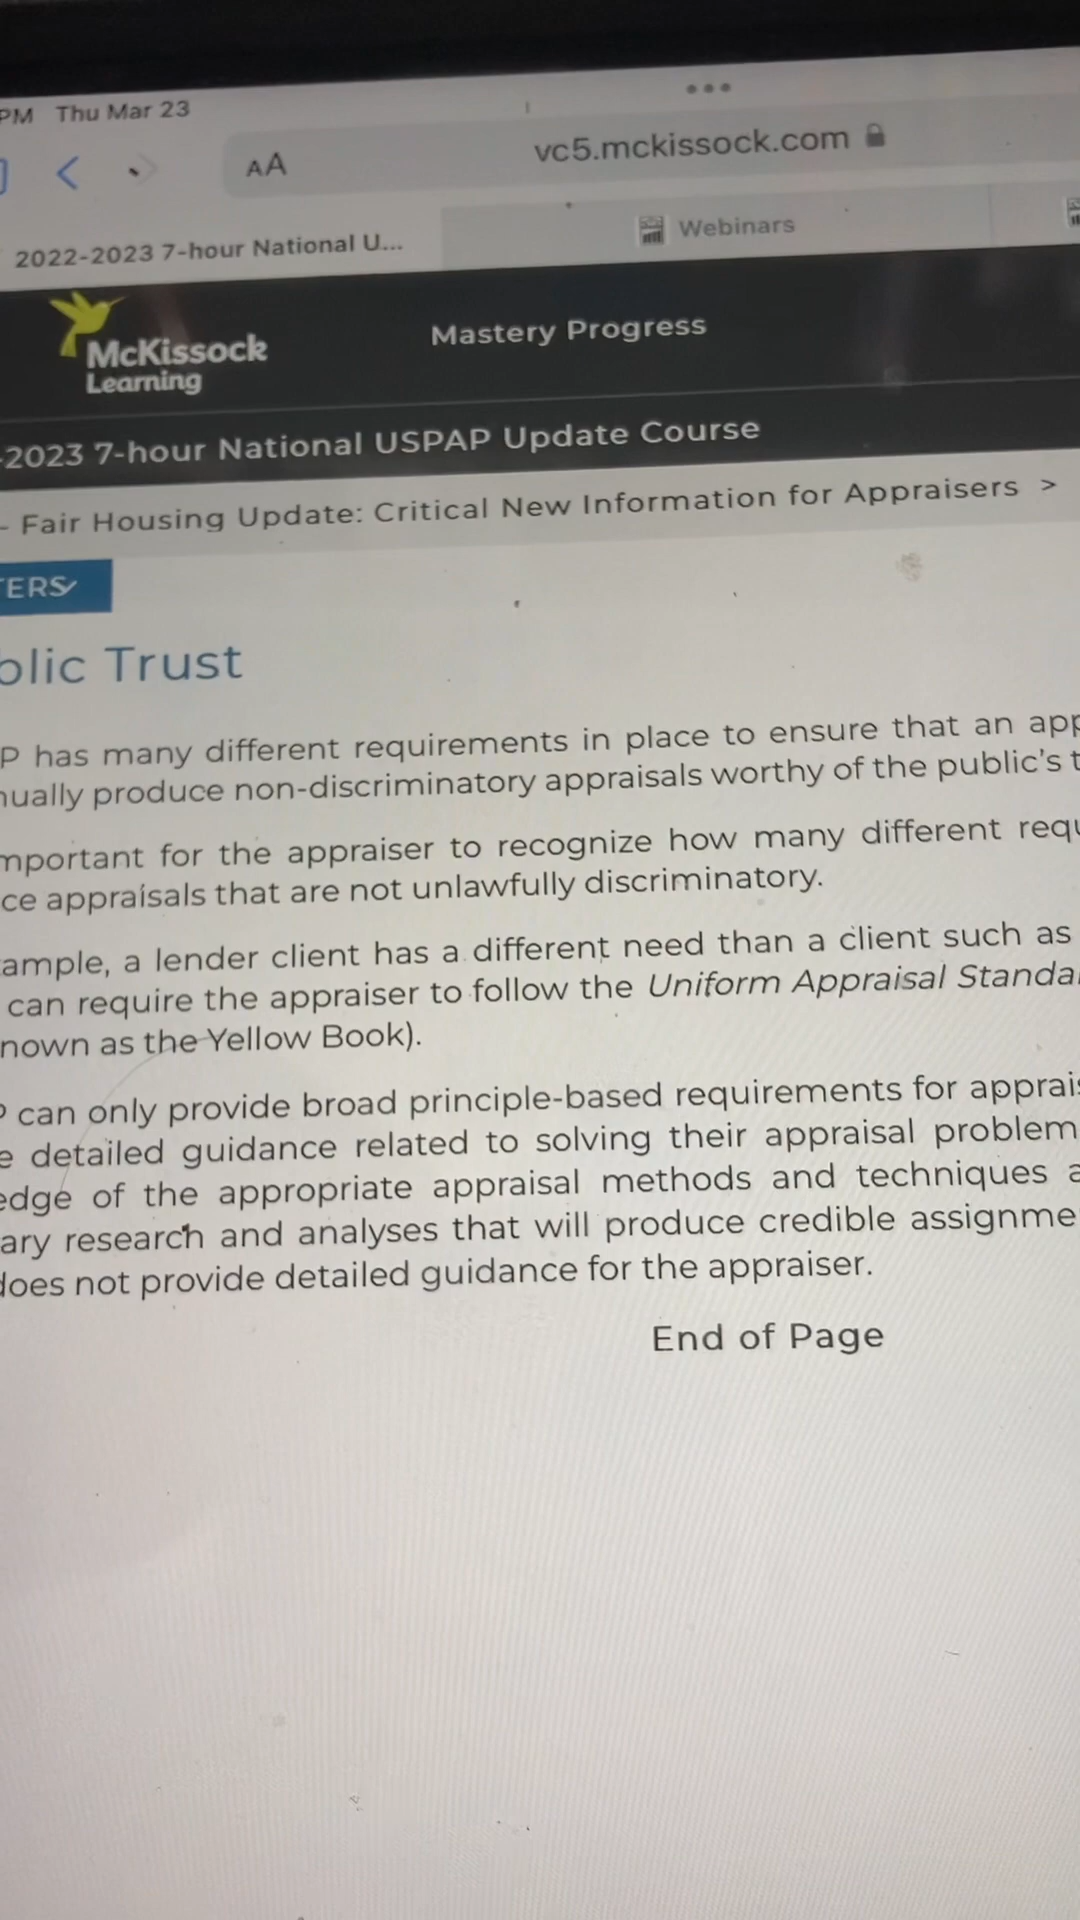 PM Thu Mar 23
AA
vc5.mckissock.com
2022-2023 7-hour National U...
Webinars
McKissock
Learning
Mastery Progress
-2023 7-hour National USPAP Update Course
- Fair Housing Update: Critical New Information for Appraisers >
TERS
blic Trust
P has many different requirements in place to ensure that an app
nually produce non-discriminatory appraisals worthy of the public's t
mportant for the appraiser to recognize how many different requ
ce appraisals that are not unlawfully discriminatory.
ample, a lender client has a different need than a client such as
can require the appraiser to follow the Uniform Appraisal Standa
nown as the Yellow Book).
P can only provide broad principle-based requirements for apprais
e detailed guidance related to solving their appraisal problem
edge of the appropriate appraisal methods and techniques a
ary research and analyses that will produce credible assignme
does not provide detailed guidance for the appraiser.
End of Page